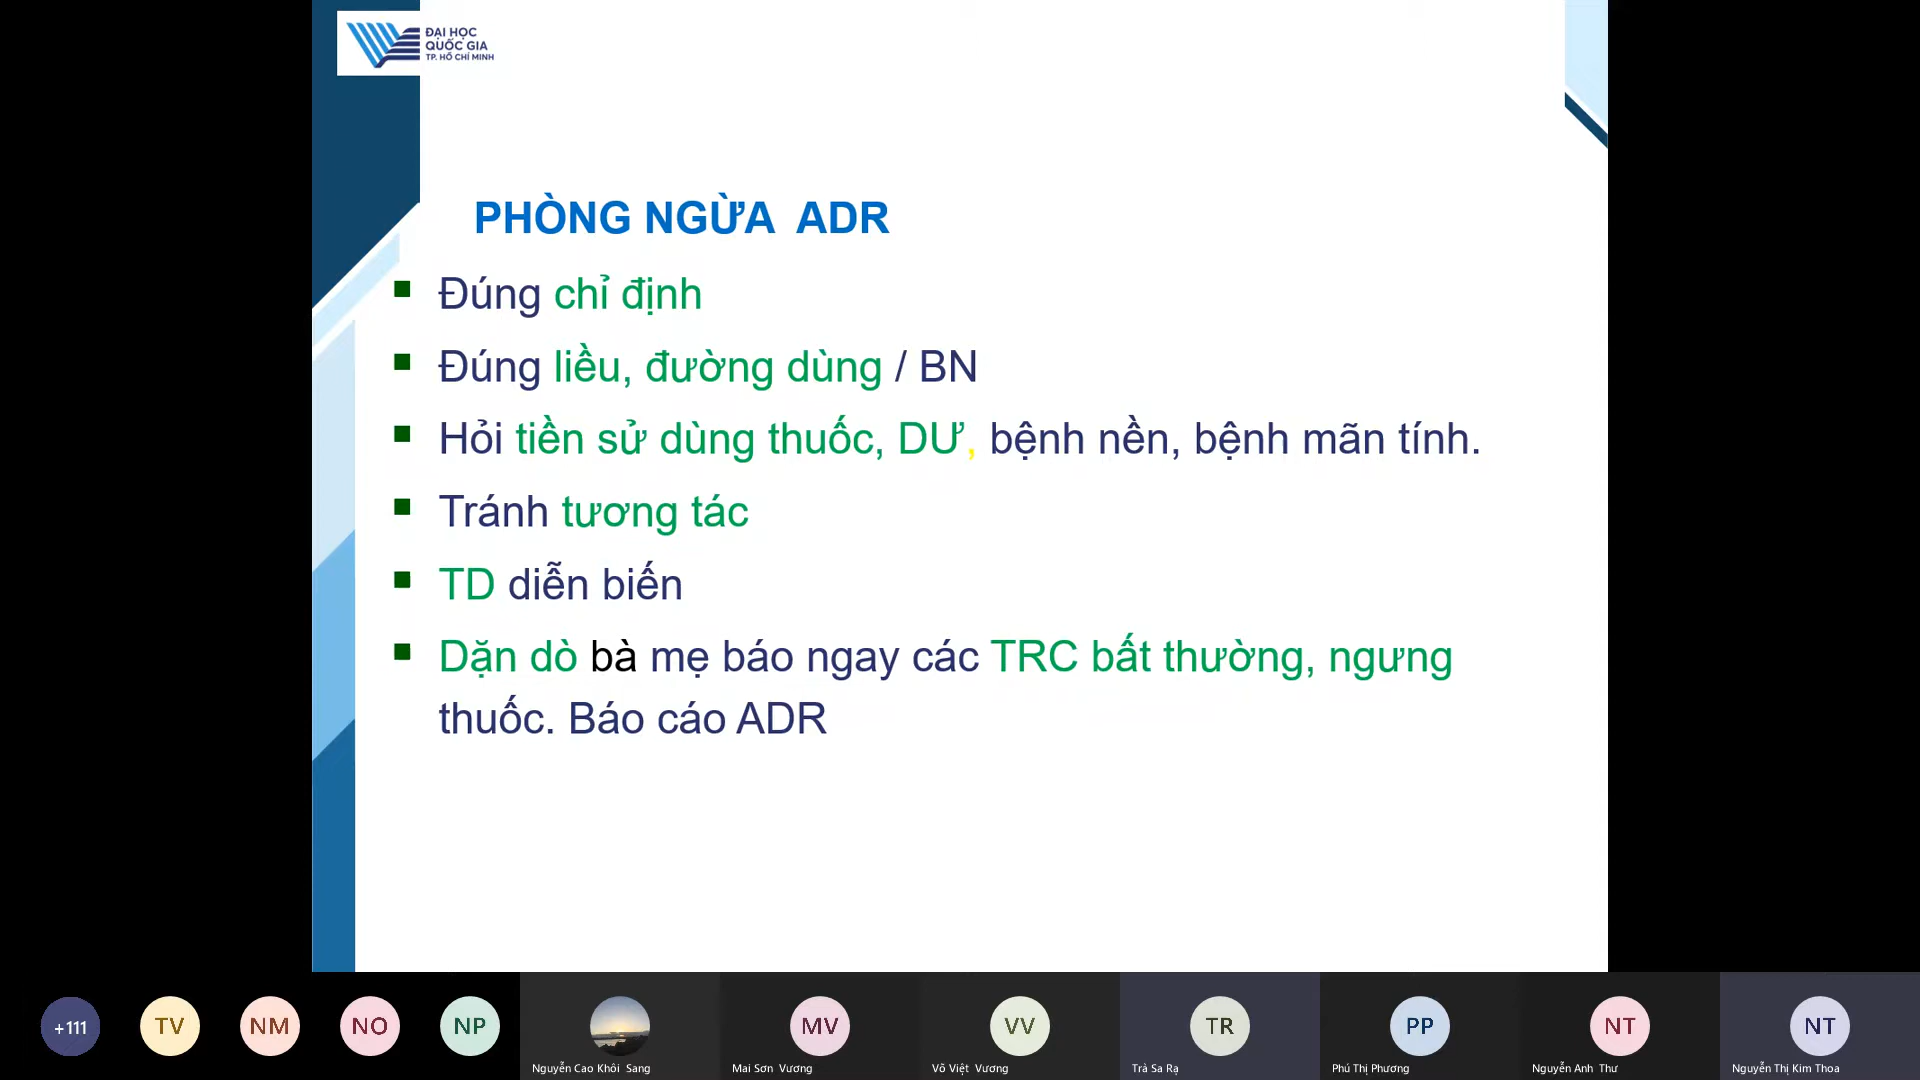 ĐẠI HỌC
QUỐC GIA
TP. HỒ CHÍ MINH
PHÒNG NGỪA ADR
Đúng chỉ định
Đúng liều, đường dùng / BN
Hỏi tiền sử dùng thuốc, DƯ, bệnh nền, bệnh mãn tính.
Tránh tương tác
TD diễn biến
Dặn dò bà mẹ báo ngay các TRC bất thường, ngưng
thuốc. Báo cáo ADR
+111
TV
NM
NO
NP
MV
VV
TR
PP
NT
NT
Nguyễn Cao Khôi Sang
Mai Sơn Vương
Võ Việt Vương
Trà Sa Rạ
Phú Thị Phương
Nguyễn Anh Thư
Nguyễn Thị Kim Thoa